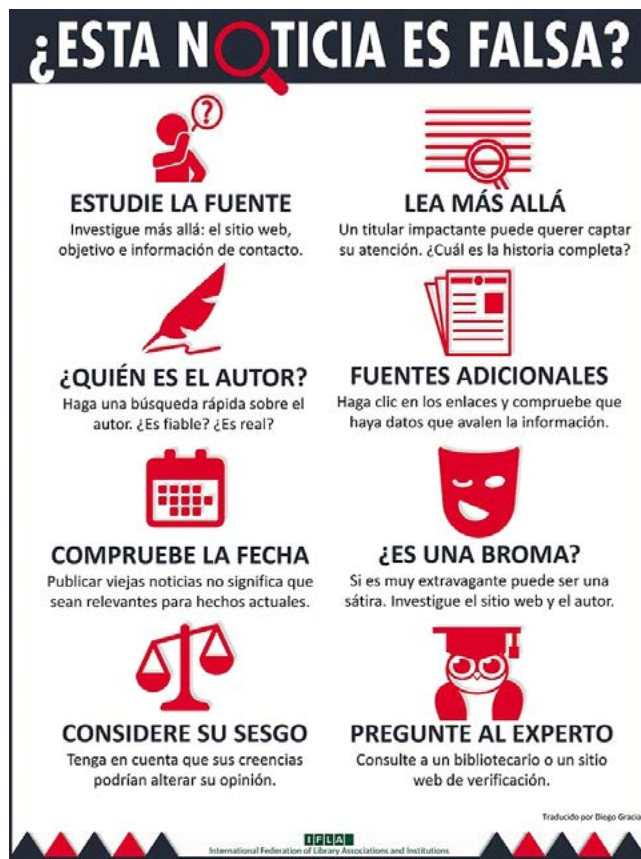 ¿ESTA NOTICIA ES FALSA?
?
ESTUDIE LA FUENTE
Investigue más allá: el sitio web,
objetivo e información de contacto.
LEA MÁS ALLÁ
Un titular impactante puede querer captar
su atención. ¿Cuál es la historia completa?
¿QUIÉN ES EL AUTOR?
Haga una búsqueda rápida sobre el
autor. ¿Es fiable? ¿Es real?
FUENTES ADICIONALES
Haga clic en los enlaces y compruebe que
haya datos que avalen la información.
COMPRUEBE LA FECHA
Publicar viejas noticias no significa que
sean relevantes para hechos actuales.
¿ES UNA BROMA?
Si es muy extravagante puede ser una
sátira. Investigue el sitio web y el autor.
CONSIDERE SU SESGO
Tenga en cuenta que sus creencias
podrían alterar su opinión.
PREGUNTE AL EXPERTO
Consulte a un bibliotecario o un sitio
web de verificación.
Traducido por Diego Gracia
IFLA
International Federation of Library Associations and Institutions